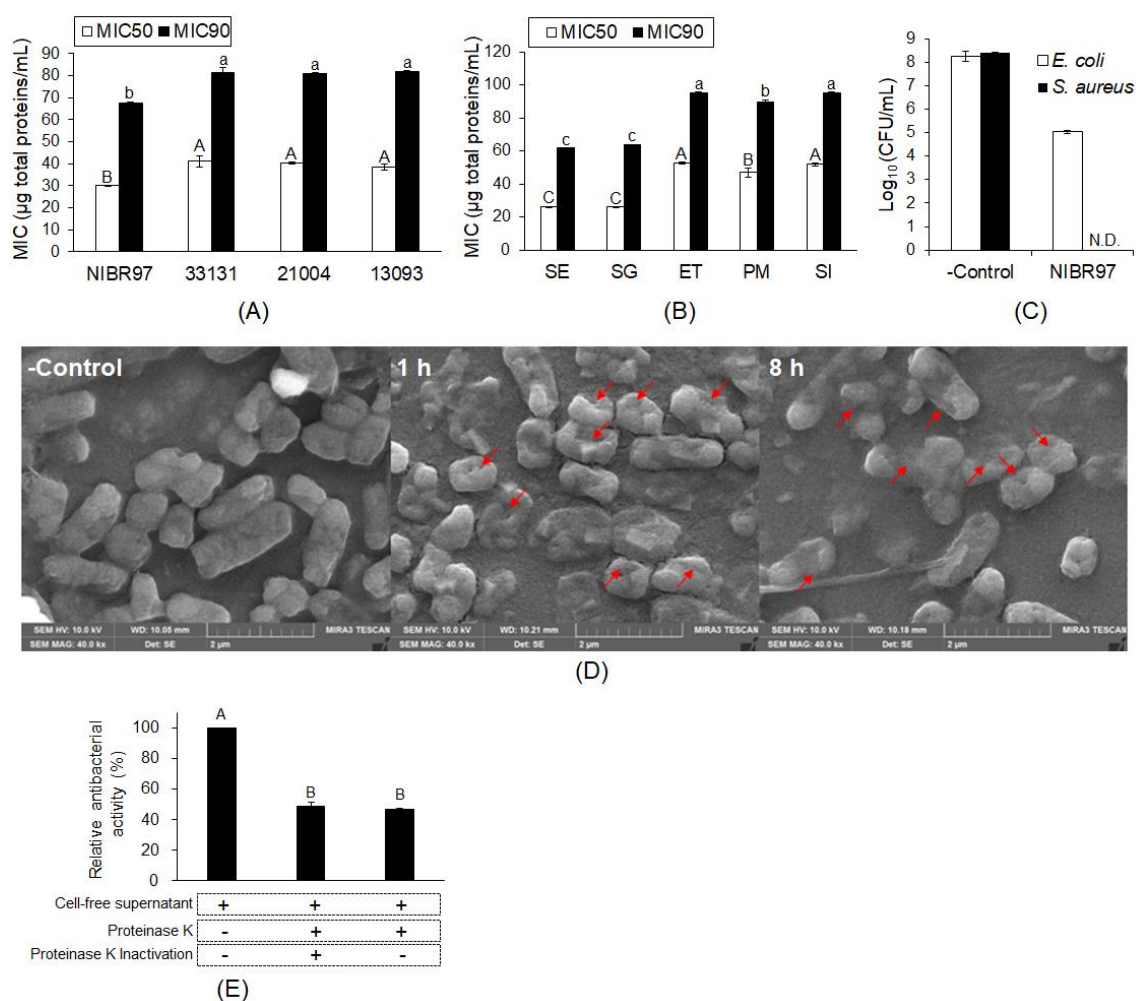 MIC50 MIC90
MIC (µg total proteins/mL)
90
80
70
60
50
40
30
20
10
0
B b A a A a A a
NIBR97 33131 21004 13093
(A)
MIC50 MIC90
MIC (µg total proteins/mL)
120
100
80
60
40
20
0
C c C c A a B b A a
SE SG ET PM SI
(B)
E. coli
S. aureus
Log10(CFU/mL)
9
8
7
6
5
4
3
2
1
0
N.D.
-Control NIBR97
(C)
-Control
SEM HV: 10.0 kV WD: 10.05 mm MIRA3 TESCAN
SEM MAG: 40.0 kx Det: SE 2 µm
1 h
SEM HV: 10.0 kV WD: 10.21 mm MIRA3 TESCAN
SEM MAG: 40.0 kx Det: SE 2 µm
8 h
SEM HV: 10.0 kV WD: 10.18 mm MIRA3 TESCAN
SEM MAG: 40.0 kx Det: SE 2 µm
(D)
Relative antibacterial
activity (%)
100
80
60
40
20
0
A B B
Cell-free supernatant + + +
Proteinase K - + +
Proteinase K Inactivation - + -
(E)